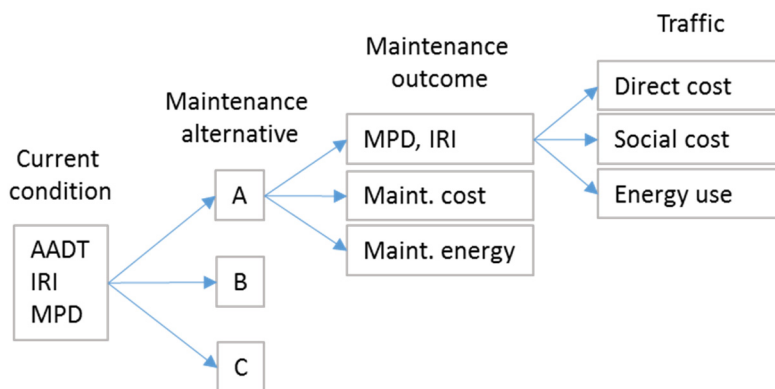 Current
condition
AADT
IRI
MPD
Maintenance
alternative
A
B
C
Maintenance
outcome
MPD, IRI
Maint. cost
Maint. energy
Traffic
Direct cost
Social cost
Energy use